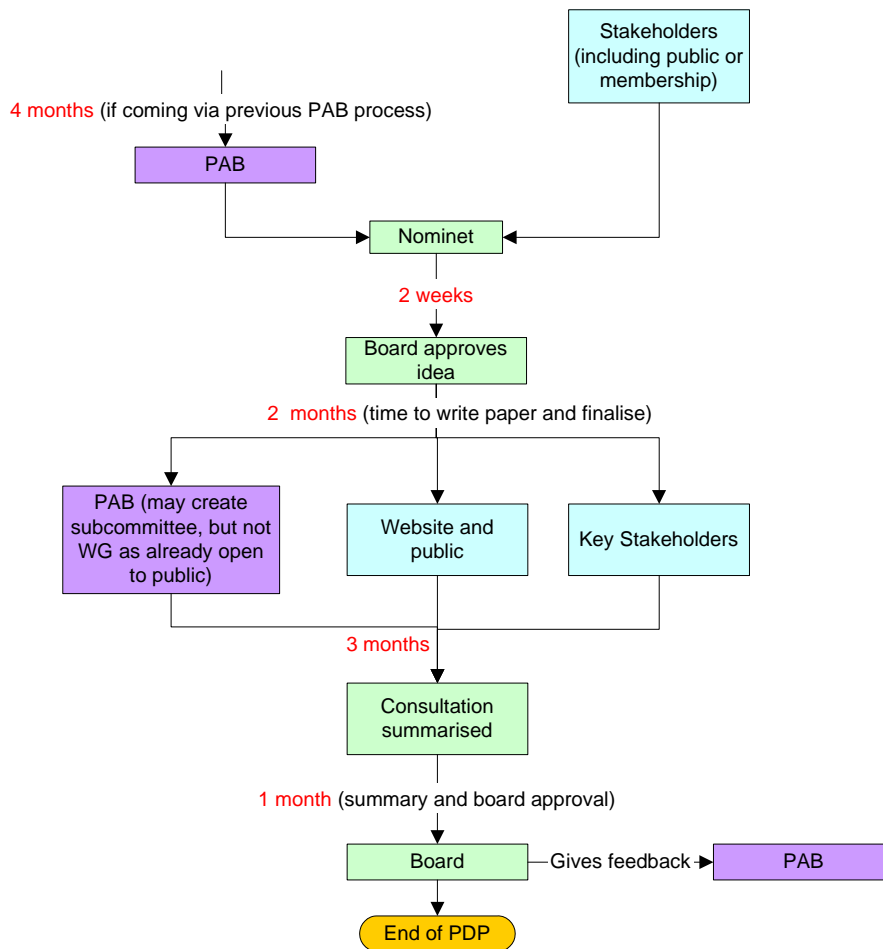 Stakeholders
(including public or
membership)
4 months (if coming via previous PAB process)
PAB
Nominet
2 weeks
Board approves
idea
2  months (time to write paper and finalise)
PAB (may create
subcommittee, but not
WG as already open
to public)
Website and
public
Key Stakeholders
3 months
Consultation
summarised
1 month (summary and board approval)
Board
Gives feedback
PAB
End of PDP